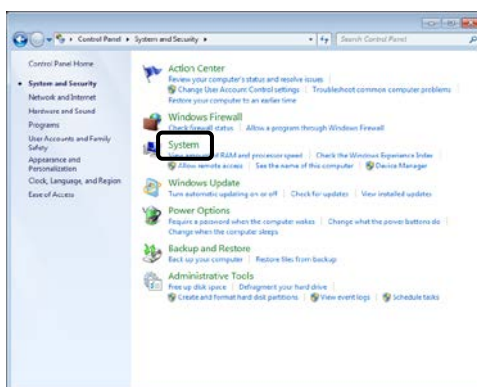 Control Panel ▸ System and Security ▸
Search Control Panel
Control Panel Home
System and Security
Network and Internet
Hardware and Sound
Programs
User Accounts and Family
Safety
Appearance and
Personalization
Clock, Language, and Region
Ease of Access
Action Center
Review your computer's status and resolve issues
Change User Account Control settings | Troubleshoot common computer problems
Restore your computer to an earlier time
Windows Firewall
Check firewall status | Allow a program through Windows Firewall
System
RAM and processor speed | Check the Windows Experience Index
Allow remote access | See the name of this computer | Device Manager
Windows Update
Turn automatic updating on or off | Check for updates | View installed updates
Power Options
Require a password when the computer wakes | Change what the power buttons do
Change when the computer sleeps
Backup and Restore
Back up your computer | Restore files from backup
Administrative Tools
Free up disk space | Defragment your hard drive
Create and format hard disk partitions | View event logs | Schedule tasks